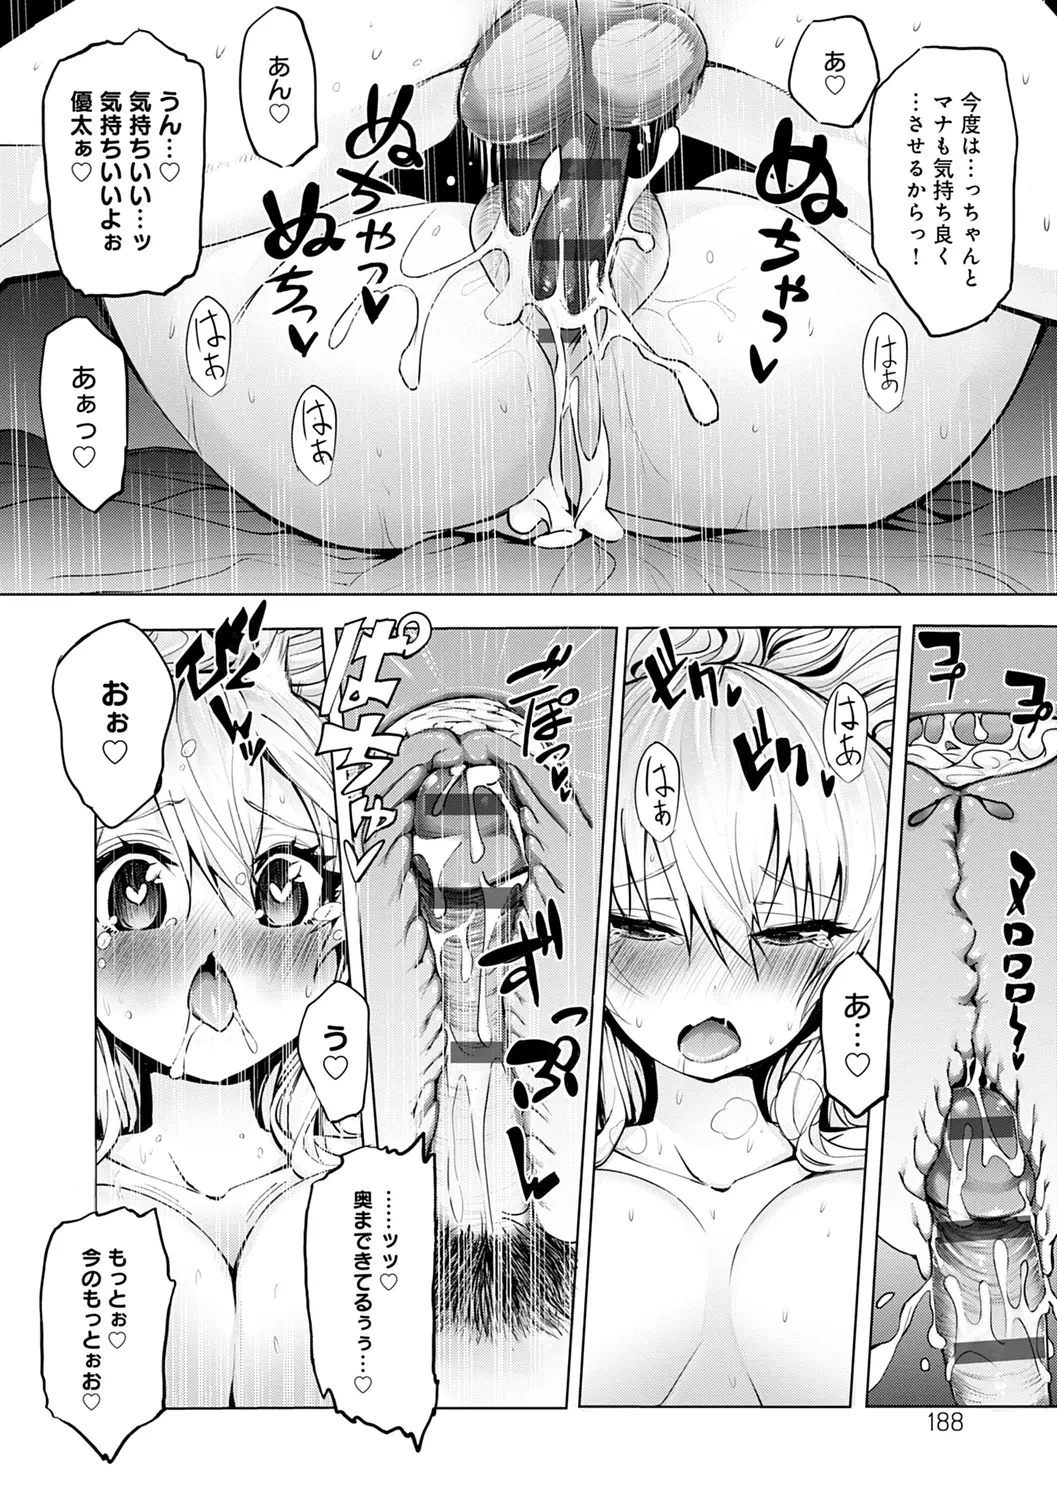 今度は…っちゃんと
マナも気持ち良く
…させるからっ！
あ♡
ぬちゃっ♥
はぁ
あん♡
ぬちゃっ♥
ぬちっ♥
はぁ
はぁ
うん…♡
気持ちいい…ッ
気持ちいいよぉ
優太ぁ♡
あぁっ♡
コプ
コプ
ヌロロロ〜♥
ビクッ♥
ビクッ♥
はあ
はぁ
あ…♡
ごぽっ♥
ぱちゅ♥
ずっぷ
う♡
……ッッ♡
奥まできてるぅぅ…♡
おぉ♡
もっとぉ♡
今のもっとぉお♡
188